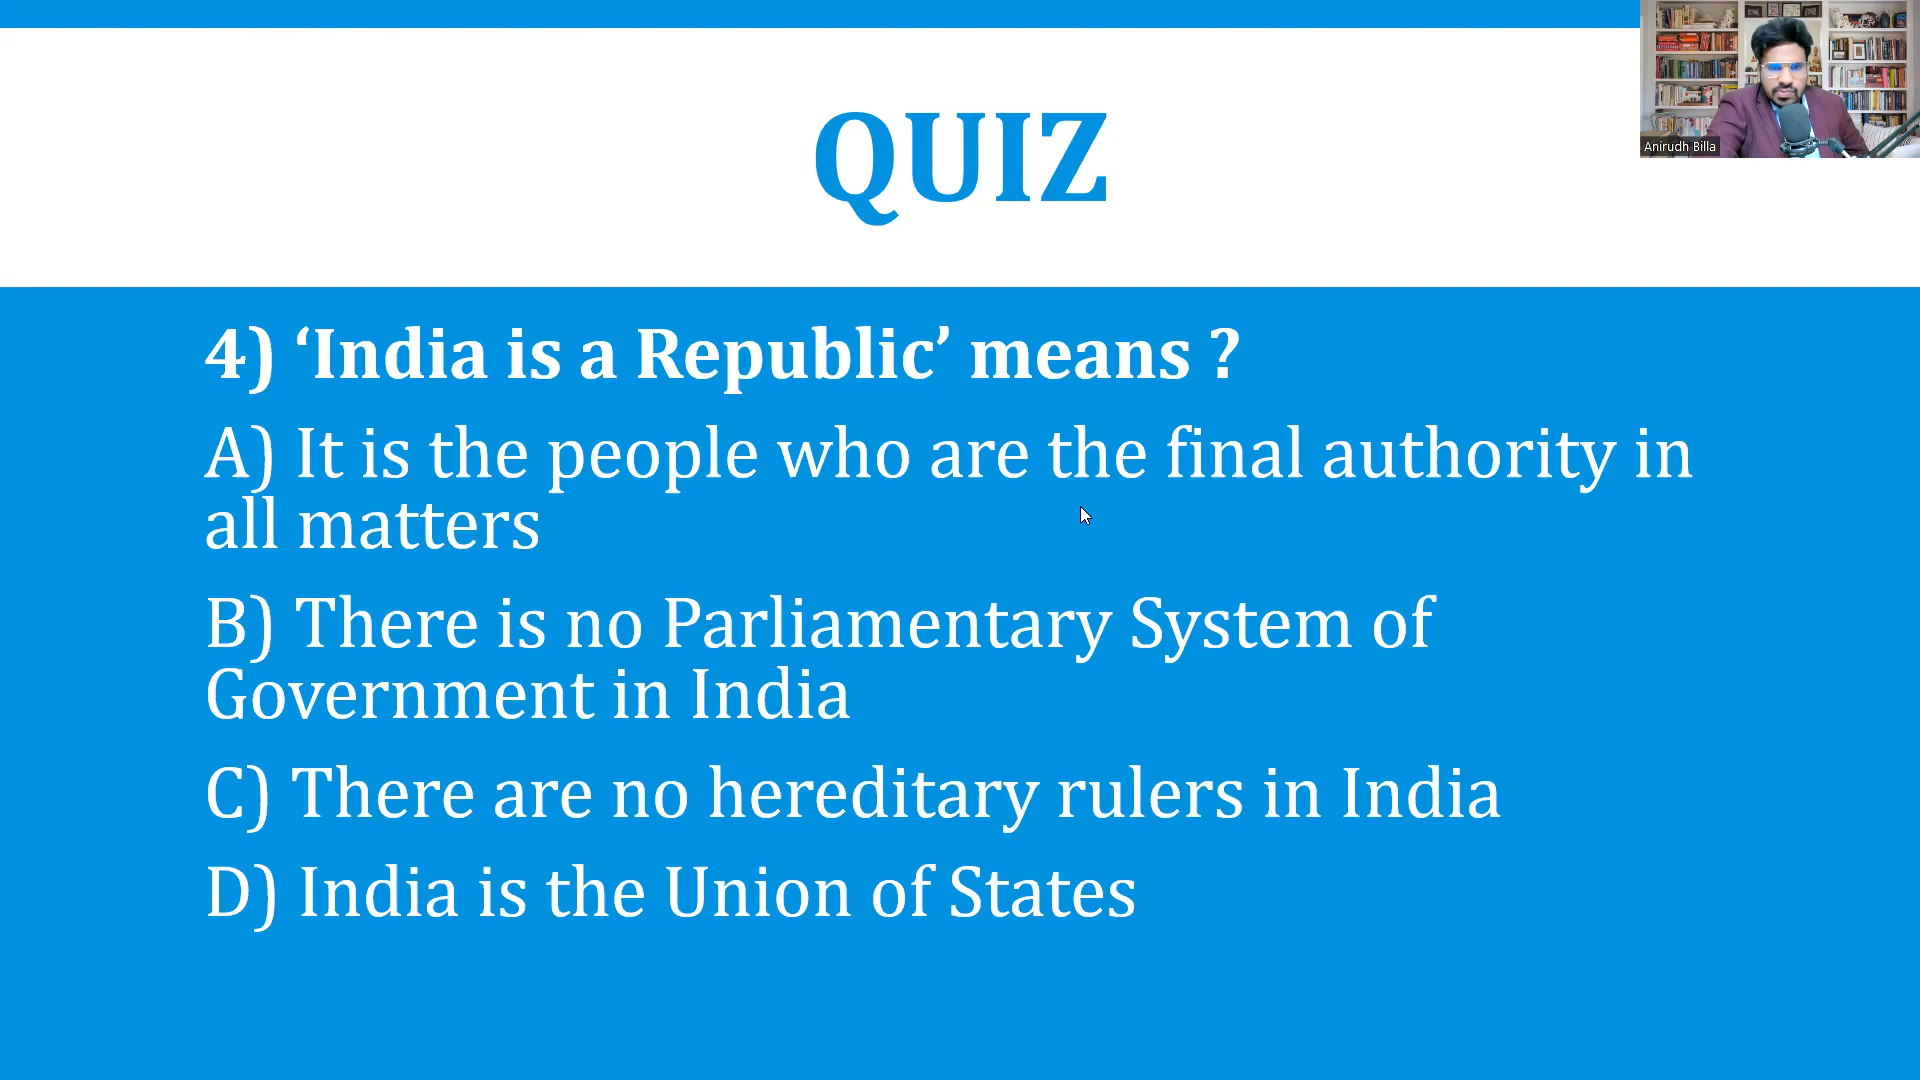 Anirudh Billa
QUIZ
4) ‘India is a Republic’ means ?
A) It is the people who are the final authority in
all matters
B) There is no Parliamentary System of
Government in India
C) There are no hereditary rulers in India
D) India is the Union of States